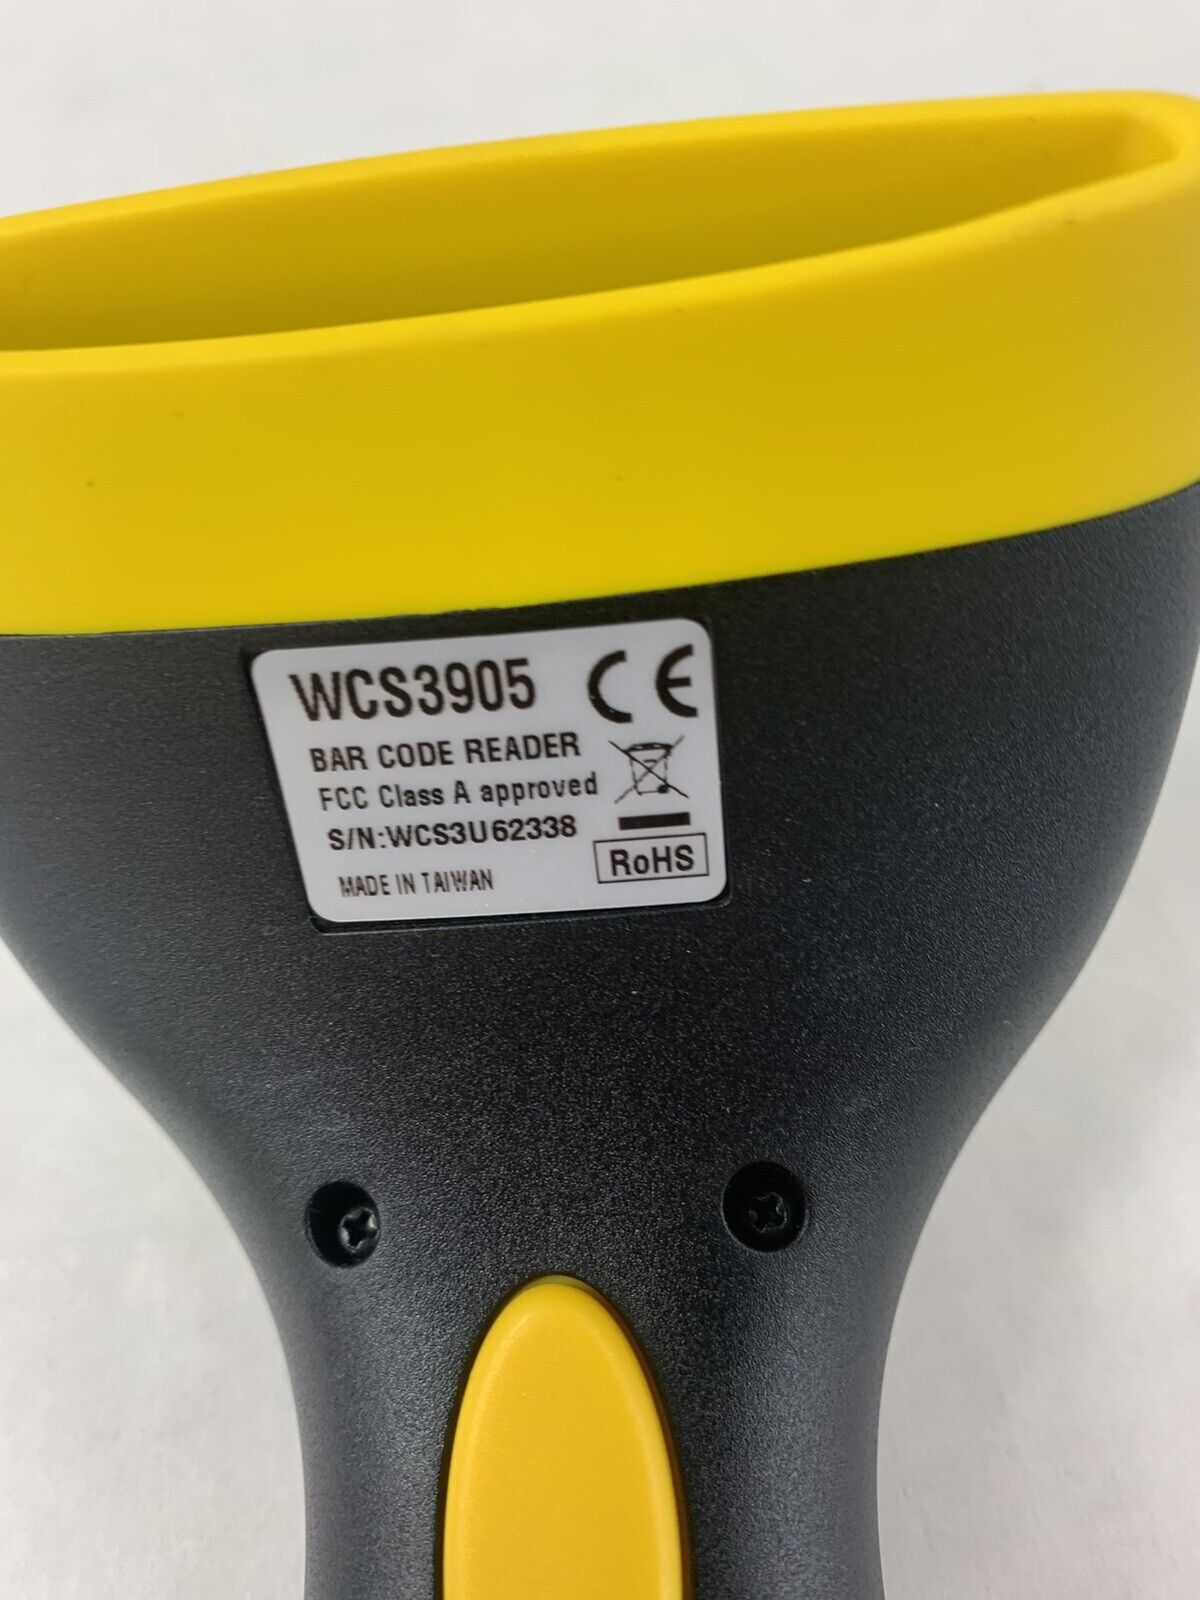 WCS3905 CE
BAR CODE READER
FCC Class A approved
S/N:WCS3U62338
RoHS
MADE IN TAIWAN